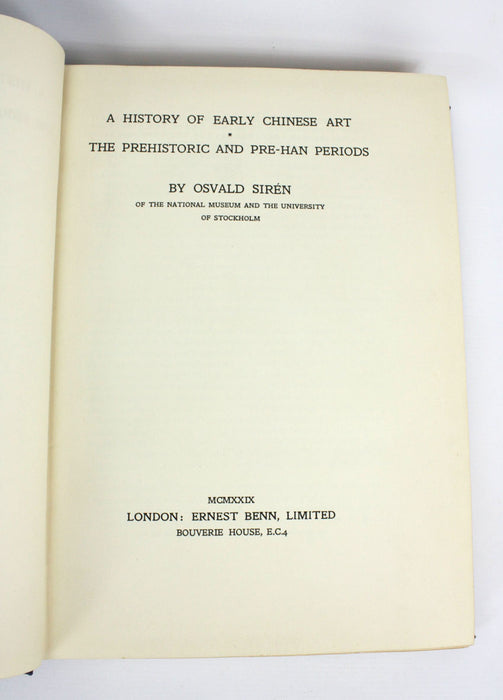 A HISTORY OF EARLY CHINESE ART
*
THE PREHISTORIC AND PRE-HAN PERIODS
BY OSVALD SIRÉN
OF THE NATIONAL MUSEUM AND THE UNIVERSITY
OF STOCKHOLM
MCMXXIX
LONDON: ERNEST BENN, LIMITED
BOUVERIE HOUSE, E.C.4